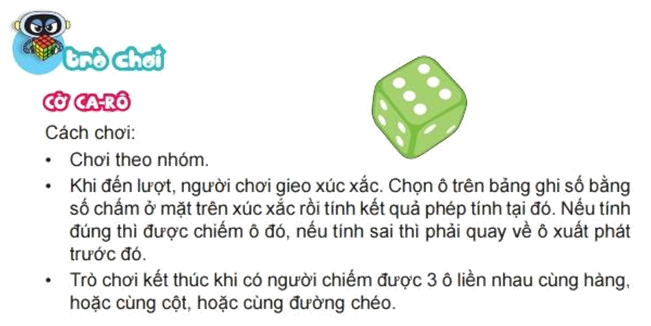 trò chơi
CỜ CA-RÔ
Cách chơi:
• Chơi theo nhóm.
• Khi đến lượt, người chơi gieo xúc xắc. Chọn ô trên bảng ghi số bằng
số chấm ở mặt trên xúc xắc rồi tính kết quả phép tính tại đó. Nếu tính
đúng thì được chiếm ô đó, nếu tính sai thì phải quay về ô xuất phát
trước đó.
• Trò chơi kết thúc khi có người chiếm được 3 ô liền nhau cùng hàng,
hoặc cùng cột, hoặc cùng đường chéo.